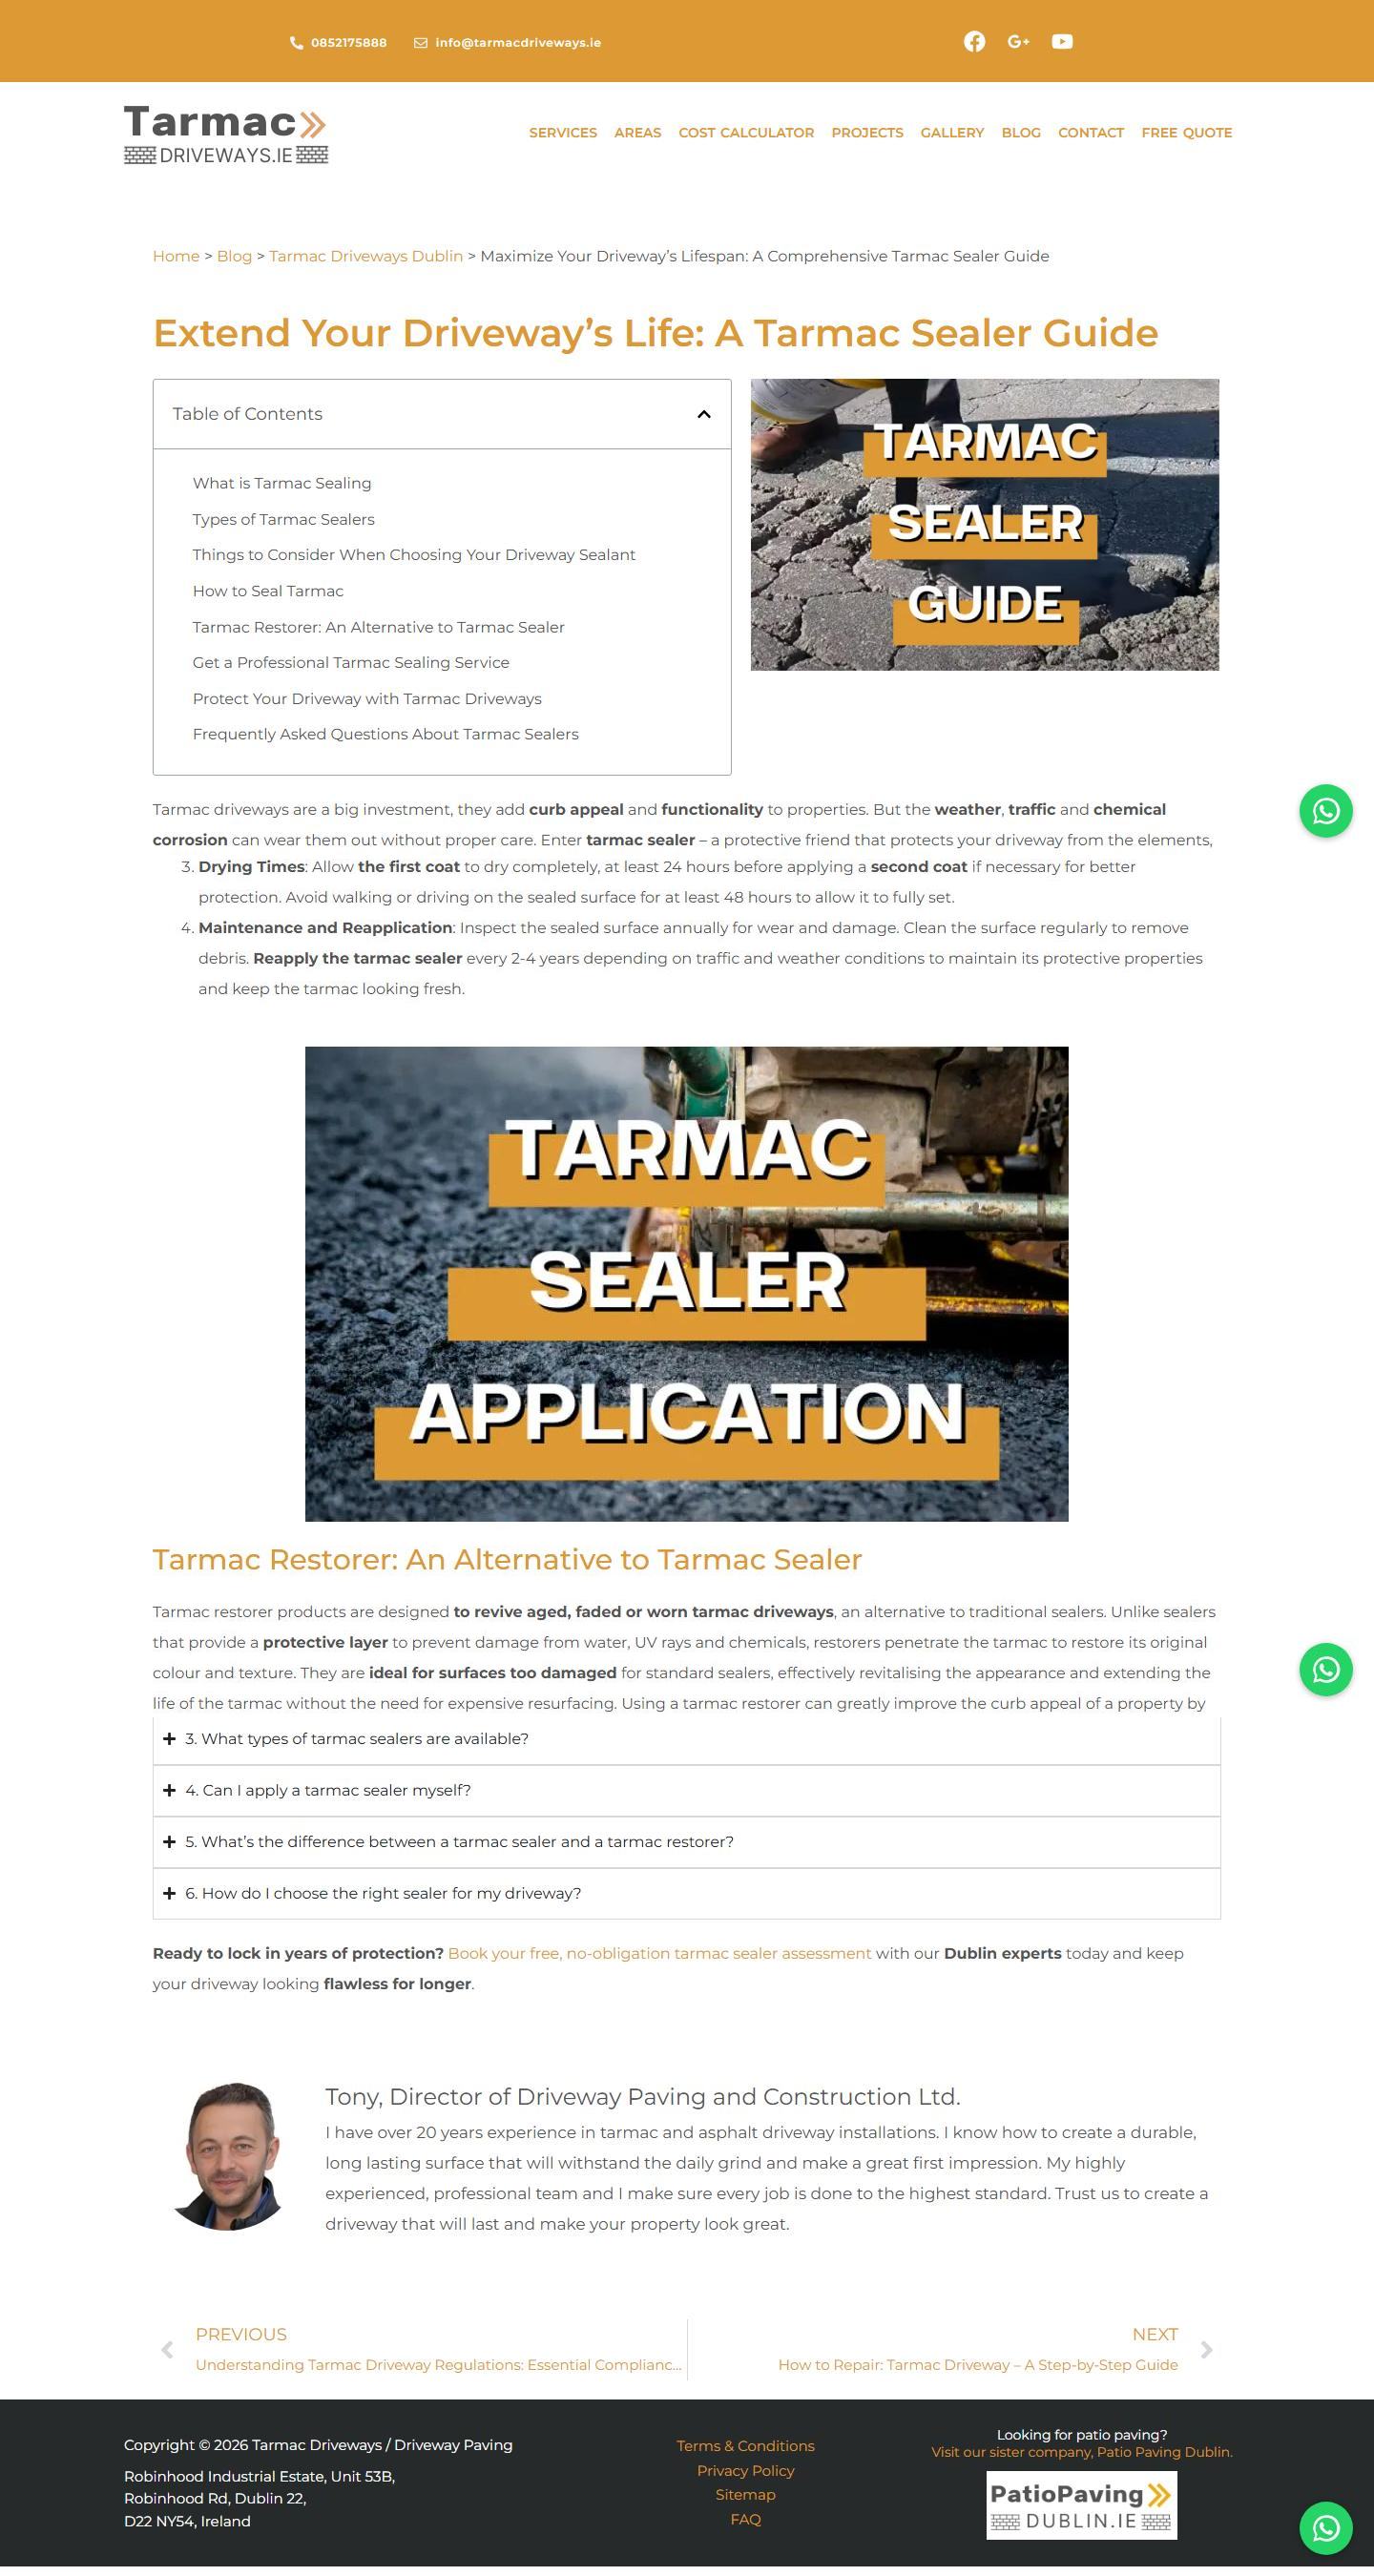 0852175888 info@tarmacdriveways.ie
Tarmac
DRIVEWAYS.IE
SERVICES AREAS COST CALCULATOR PROJECTS GALLERY BLOG CONTACT FREE QUOTE
Home > Blog > Tarmac Driveways Dublin > Maximize Your Driveway’s Lifespan: A Comprehensive Tarmac Sealer Guide
Extend Your Driveway’s Life: A Tarmac Sealer Guide
Table of Contents
What is Tarmac Sealing
Types of Tarmac Sealers
Things to Consider When Choosing Your Driveway Sealant
How to Seal Tarmac
Tarmac Restorer: An Alternative to Tarmac Sealer
Get a Professional Tarmac Sealing Service
Protect Your Driveway with Tarmac Driveways
Frequently Asked Questions About Tarmac Sealers
TARMAC
SEALER
GUIDE
Tarmac driveways are a big investment, they add curb appeal and functionality to properties. But the weather, traffic and chemical
corrosion can wear them out without proper care. Enter tarmac sealer – a protective friend that protects your driveway from the elements,
3. Drying Times: Allow the first coat to dry completely, at least 24 hours before applying a second coat if necessary for better
protection. Avoid walking or driving on the sealed surface for at least 48 hours to allow it to fully set.
4. Maintenance and Reapplication: Inspect the sealed surface annually for wear and damage. Clean the surface regularly to remove
debris. Reapply the tarmac sealer every 2-4 years depending on traffic and weather conditions to maintain its protective properties
and keep the tarmac looking fresh.
TARMAC
SEALER
APPLICATION
Tarmac Restorer: An Alternative to Tarmac Sealer
Tarmac restorer products are designed to revive aged, faded or worn tarmac driveways, an alternative to traditional sealers. Unlike sealers
that provide a protective layer to prevent damage from water, UV rays and chemicals, restorers penetrate the tarmac to restore its original
colour and texture. They are ideal for surfaces too damaged for standard sealers, effectively revitalising the appearance and extending the
life of the tarmac without the need for expensive resurfacing. Using a tarmac restorer can greatly improve the curb appeal of a property by
3. What types of tarmac sealers are available?
4. Can I apply a tarmac sealer myself?
5. What’s the difference between a tarmac sealer and a tarmac restorer?
6. How do I choose the right sealer for my driveway?
Ready to lock in years of protection? Book your free, no-obligation tarmac sealer assessment with our Dublin experts today and keep
your driveway looking flawless for longer.
Tony, Director of Driveway Paving and Construction Ltd.
I have over 20 years experience in tarmac and asphalt driveway installations. I know how to create a durable,
long lasting surface that will withstand the daily grind and make a great first impression. My highly
experienced, professional team and I make sure every job is done to the highest standard. Trust us to create a
driveway that will last and make your property look great.
PREVIOUS
Understanding Tarmac Driveway Regulations: Essential Complianc...
NEXT
How to Repair: Tarmac Driveway – A Step-by-Step Guide
Copyright © 2026 Tarmac Driveways / Driveway Paving
Robinhood Industrial Estate, Unit 53B,
Robinhood Rd, Dublin 22,
D22 NY54, Ireland
Terms & Conditions
Privacy Policy
Sitemap
FAQ
Looking for patio paving?
Visit our sister company, Patio Paving Dublin.
PatioPaving
DUBLIN.IE